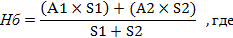 Нб = (A1 × S1) + (A2 × S2) / S1 + S2 , где